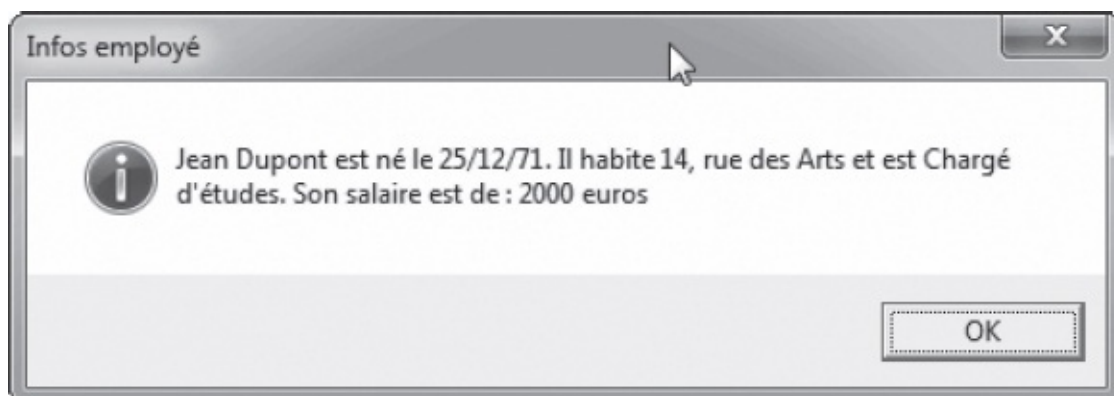 Infos employé
Jean Dupont est né le 25/12/71. Il habite 14, rue des Arts et est Chargé
d'études. Son salaire est de : 2000 euros
OK